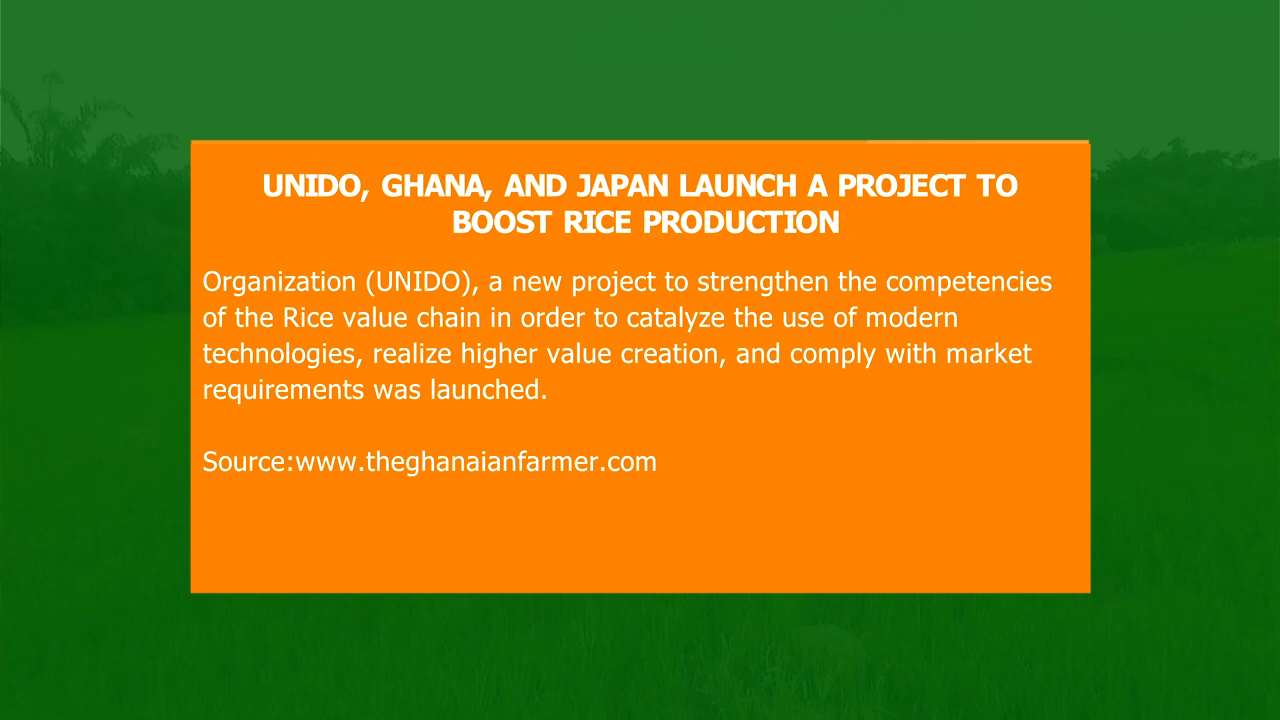 UNIDO, GHANA, AND JAPAN LAUNCH A PROJECT TO
BOOST RICE PRODUCTION
Organization (UNIDO), a new project to strengthen the competencies
of the Rice value chain in order to catalyze the use of modern
technologies, realize higher value creation, and comply with market
requirements was launched.
Source:www.theghanaianfarmer.com